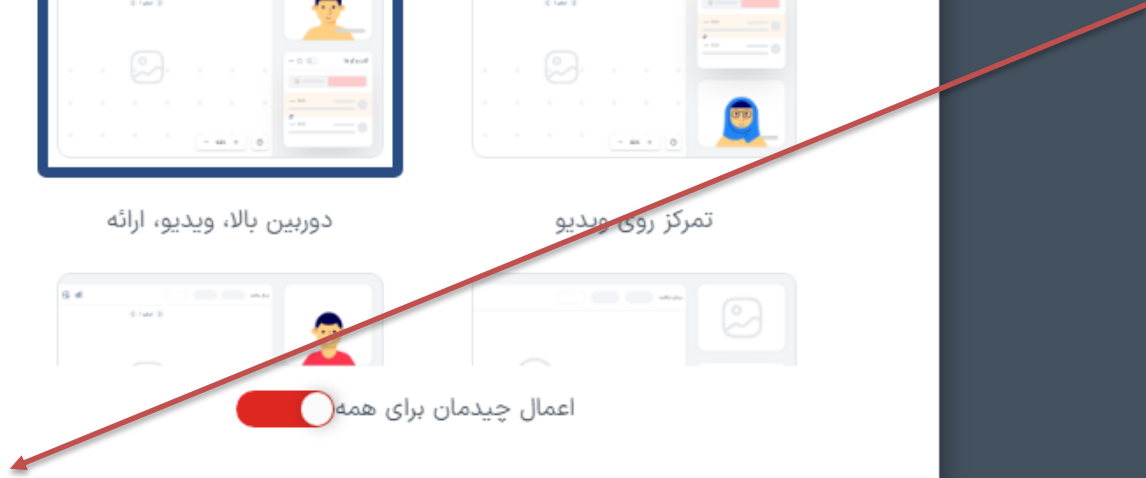 تمرکز روی ویدیو
دوربین بالا، ویدیو، ارائه
اعمال چیدمان برای همه